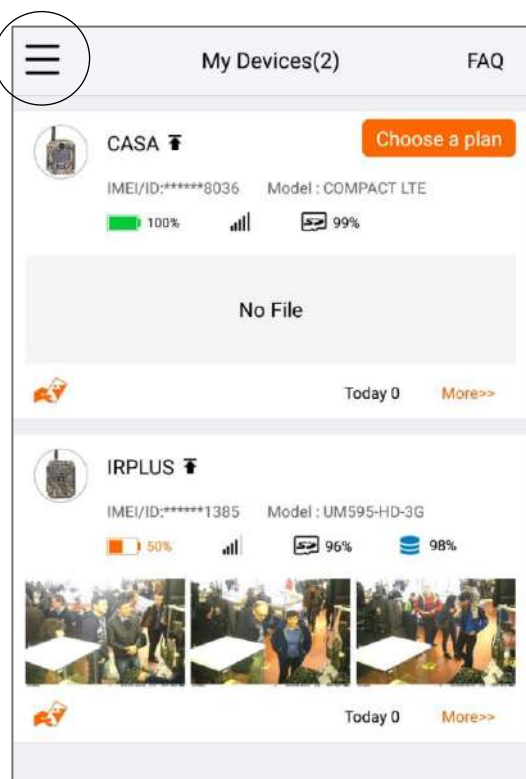 My Devices(2) FAQ
CASA Choose a plan
IMEI/ID:******8036 Model : COMPACT LTE
100% 99%
No File
Today 0 More>>
IRPLUS
IMEI/ID:******1385 Model : UM595-HD-3G
50% 96% 98%
Today 0 More>>